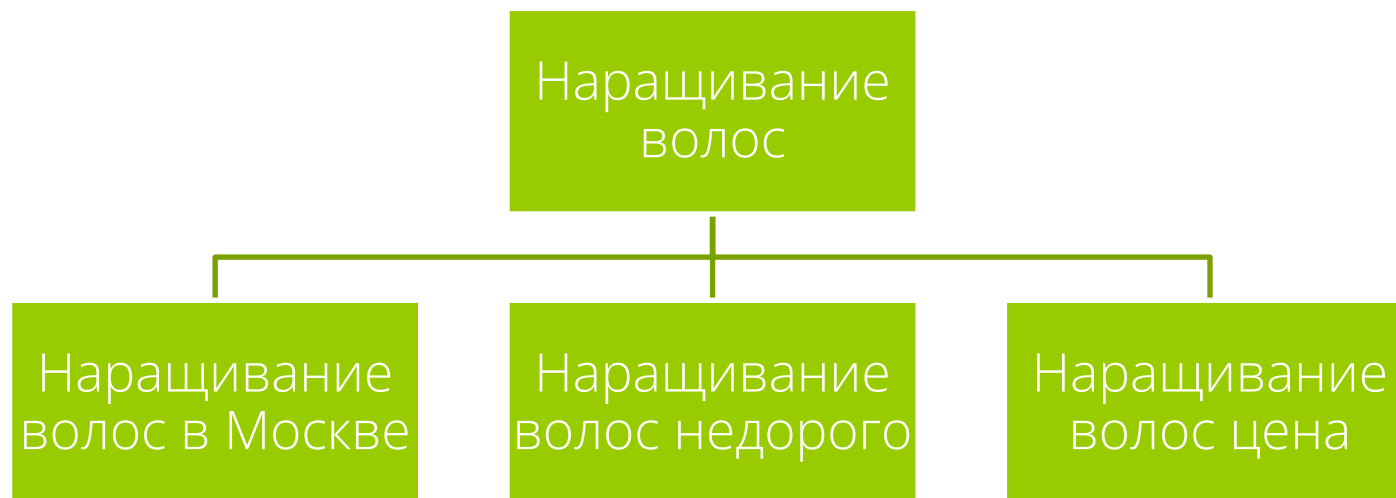 Наращивание
волос
Наращивание
волос в Москве
Наращивание
волос недорого
Наращивание
волос цена